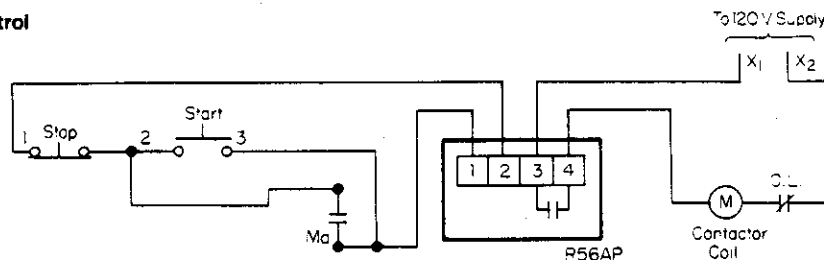 trol
To 120 V Supply
X1 X2
Start
1 Stop 2 3
1 2 3 4
O.L.
M
Ma
Contactor
Coil
R56AP